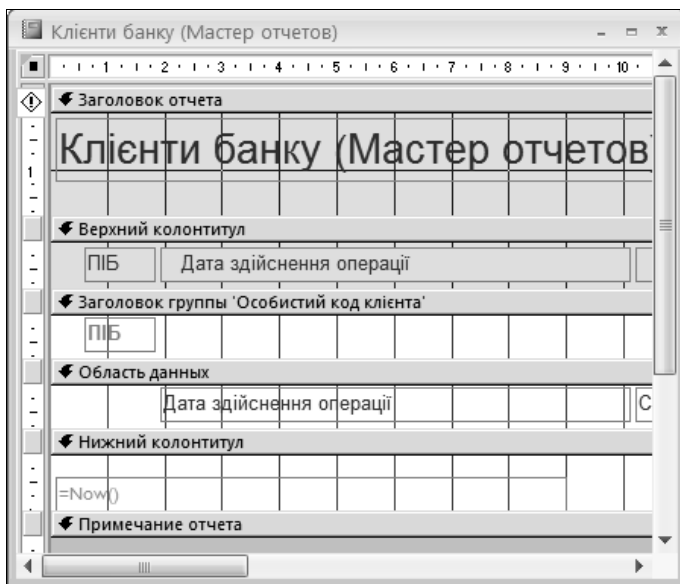 Клієнти банку (Мастер отчетов)
1 2 3 4 5 6 7 8 9 10
Заголовок отчета
Клієнти банку (Мастер отчетов)
1
Верхний колонтитул
ПІБ Дата здійснення операції
Заголовок группы 'Особистий код клієнта'
ПІБ
Область данных
Дата здійснення операції С
Нижний колонтитул
=Now()
Примечание отчета